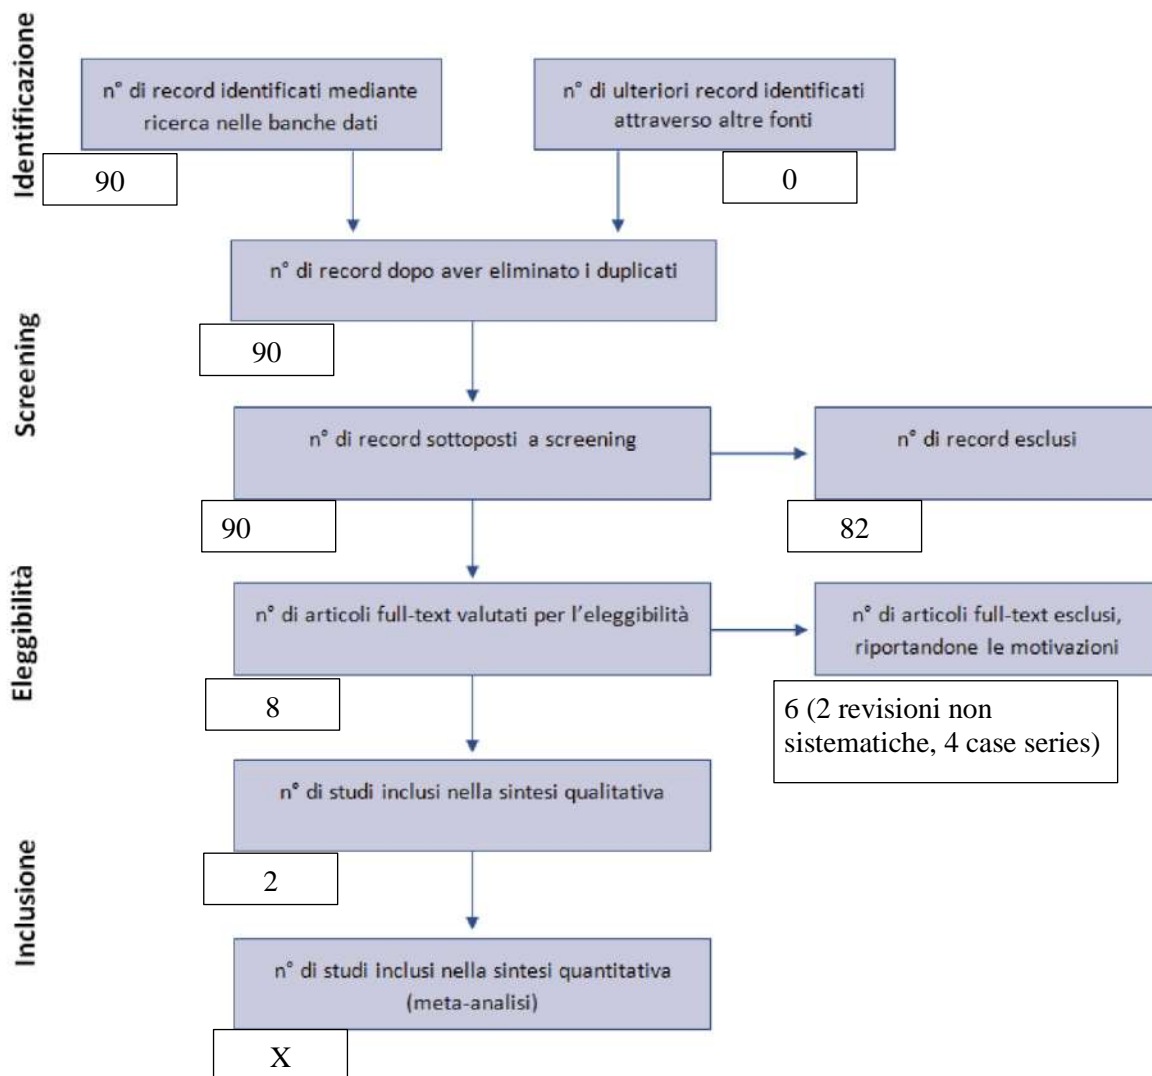 Identificazione
n° di record identificati mediante
ricerca nelle banche dati
90
n° di ulteriori record identificati
attraverso altre fonti
0
Screening
n° di record dopo aver eliminato i duplicati
90
n° di record sottoposti a screening
90
n° di record esclusi
82
Eleggibilità
n° di articoli full-text valutati per l'eleggibilità
8
n° di articoli full-text esclusi,
riportandone le motivazioni
6 (2 revisioni non
sistematiche, 4 case series)
Inclusione
n° di studi inclusi nella sintesi qualitativa
2
n° di studi inclusi nella sintesi quantitativa
(meta-analisi)
X